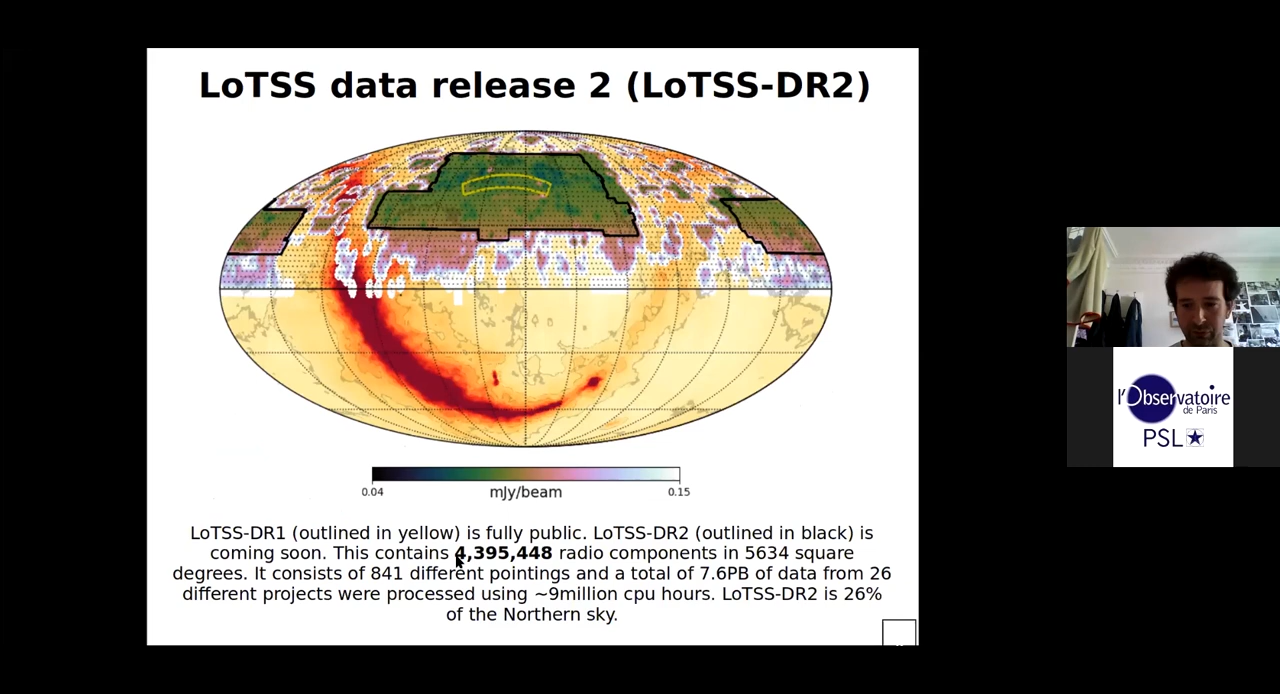 LoTSS data release 2 (LoTSS-DR2)
0.04
0.15
mJy/beam
LoTSS-DR1 (outlined in yellow) is fully public. LoTSS-DR2 (outlined in black) is
coming soon. This contains 4,395,448 radio components in 5634 square
degrees. It consists of 841 different pointings and a total of 7.6PB of data from 26
different projects were processed using ~9million cpu hours. LoTSS-DR2 is 26%
of the Northern sky.
l'Observatoire
de Paris
PSL